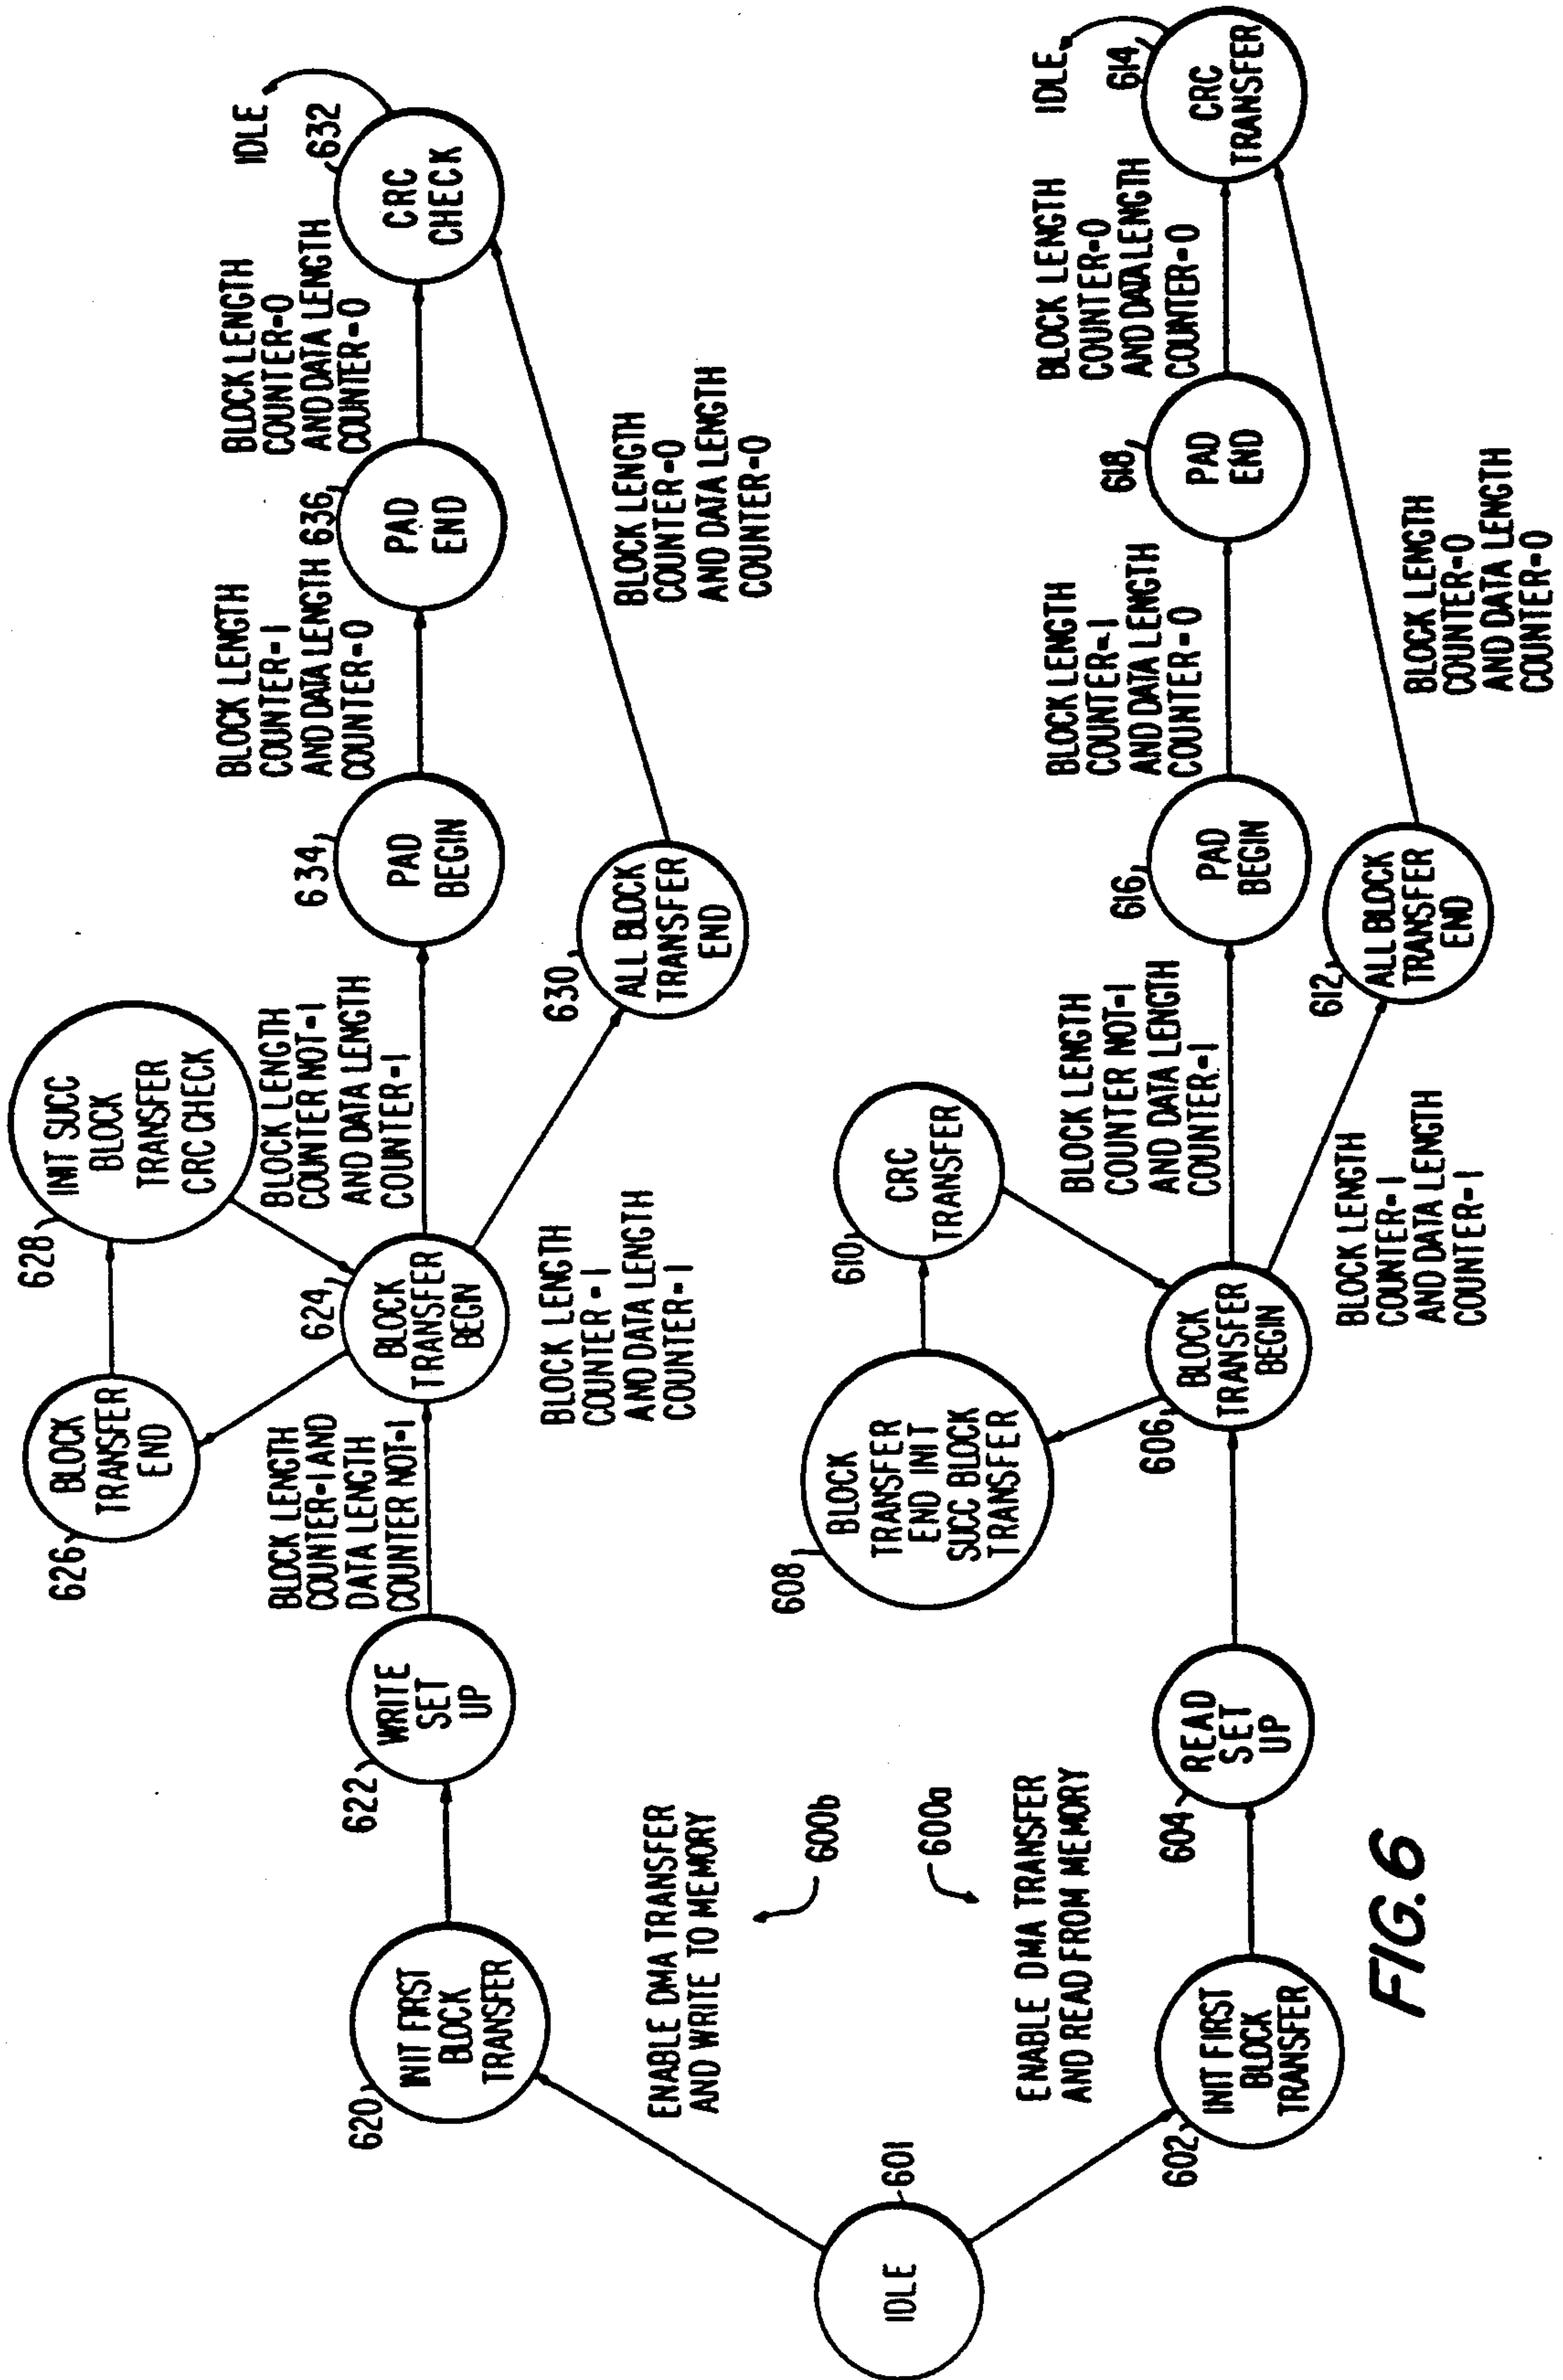 626
BLOCK
TRANSFER
END
628
INIT SUCC
BLOCK
TRANSFER
CRC CHECK
620
INIT FIRST
BLOCK
TRANSFER
622
WRITE
SET
UP
BLOCK LENGTH
COUNTER=1 AND
DATA LENGTH
COUNTER NOT=1
624
BLOCK
TRANSFER
BEGIN
BLOCK LENGTH
COUNTER NOT=1
AND DATA LENGTH
COUNTER=1
634
PAD
BEGIN
BLOCK LENGTH
COUNTER=1
AND DATA LENGTH
COUNTER=0
636
PAD
END
BLOCK LENGTH
COUNTER=0
AND DATA LENGTH
COUNTER=0
632
CRC
CHECK
IDLE
BLOCK LENGTH
COUNTER=1
AND DATA LENGTH
COUNTER=1
630
ALL BLOCK
TRANSFER
END
BLOCK LENGTH
COUNTER=0
AND DATA LENGTH
COUNTER=0
ENABLE DMA TRANSFER
AND WRITE TO MEMORY
600b
IDLE
601
600a
ENABLE DMA TRANSFER
AND READ FROM MEMORY
608
BLOCK
TRANSFER
END INIT
SUCC BLOCK
TRANSFER
610
CRC
TRANSFER
602
INIT FIRST
BLOCK
TRANSFER
604
READ
SET
UP
606
BLOCK
TRANSFER
BEGIN
BLOCK LENGTH
COUNTER NOT=1
AND DATA LENGTH
COUNTER=1
616
PAD
BEGIN
BLOCK LENGTH
COUNTER=1
AND DATA LENGTH
COUNTER=0
618
PAD
END
BLOCK LENGTH
COUNTER=0
AND DATA LENGTH
COUNTER=0
614
CRC
TRANSFER
IDLE
BLOCK LENGTH
COUNTER=1
AND DATA LENGTH
COUNTER=1
612
ALL BLOCK
TRANSFER
END
BLOCK LENGTH
COUNTER=0
AND DATA LENGTH
COUNTER=0
FIG. 6